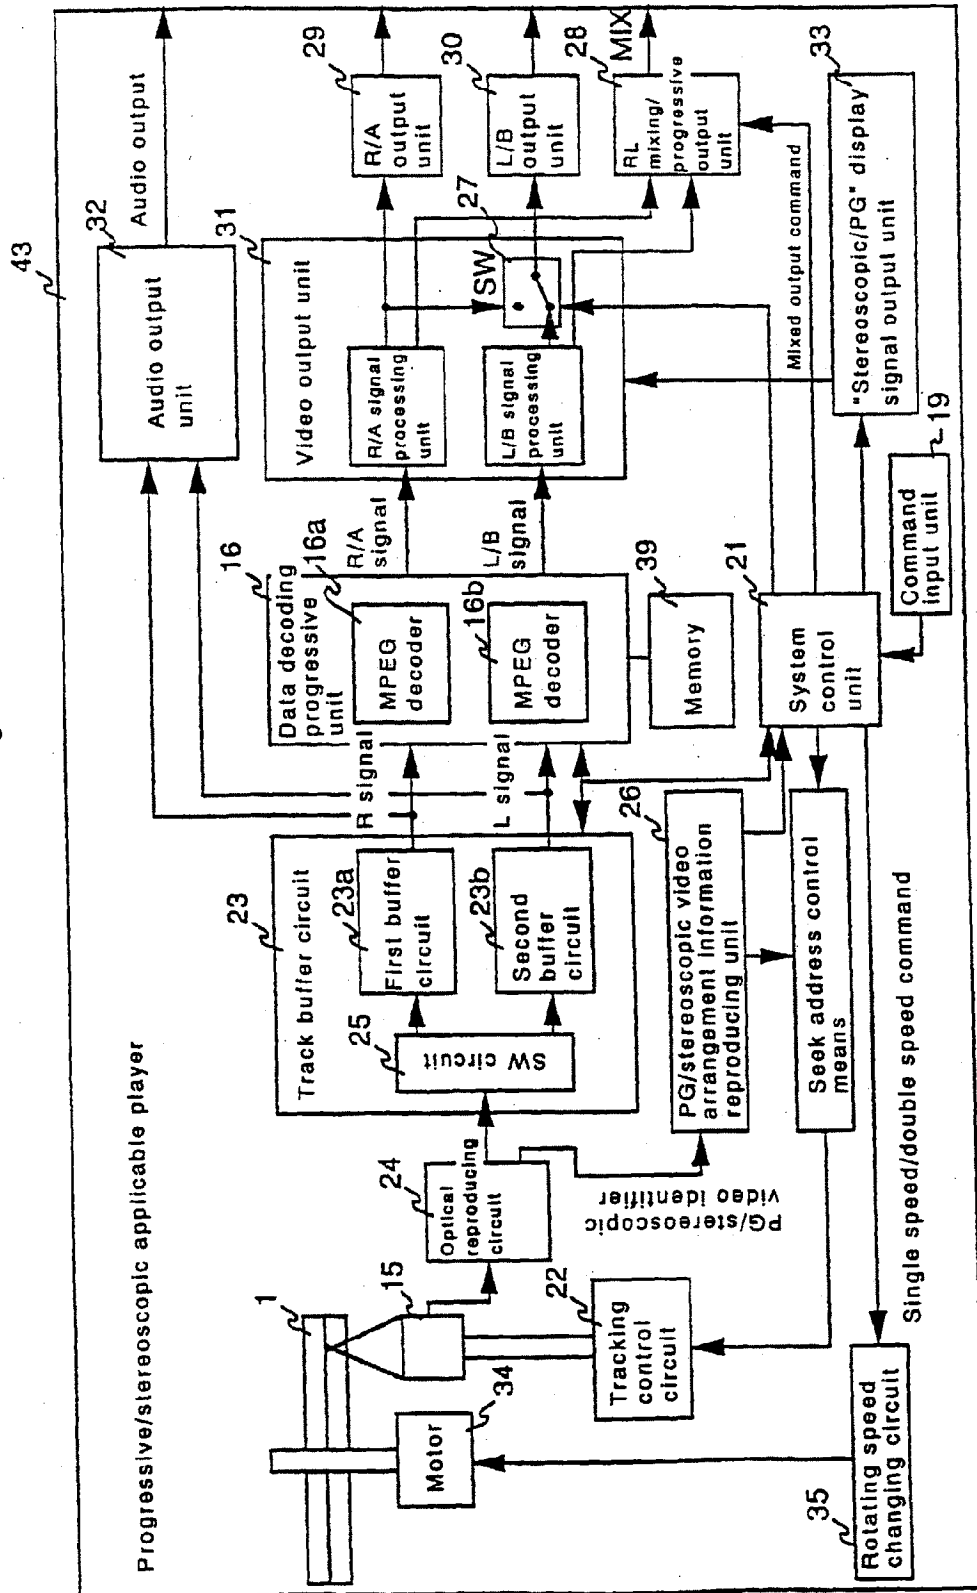 Progressive/stereoscopic applicable player
43
1
15
34
Motor
22
Tracking
control
circuit
35
Rotating speed
changing circuit
24
Optical
reproducing
circuit
PG/stereoscopic
video identifier
23
Track buffer circuit
25
SW circuit
23a
First buffer
circuit
23b
Second
buffer
circuit
26
PG/stereoscopic video
arrangement information
reproducing unit
Seek address control
means
Single speed/double speed command
R signal
L signal
16
Data decoding
progressive
unit
16a
MPEG
decoder
16b
MPEG
decoder
39
Memory
21
System
control
unit
19
Command
input unit
R/A
signal
L/B
signal
32
Audio output
unit
Audio output
31
Video output unit
R/A signal
processing
unit
L/B signal
processing
unit
SW
27
29
R/A
output
unit
30
L/B
output
unit
28
RL
mixing/
progressive
output
unit
MIX
Mixed output command
33
"Stereoscopic/PG" display
signal output unit